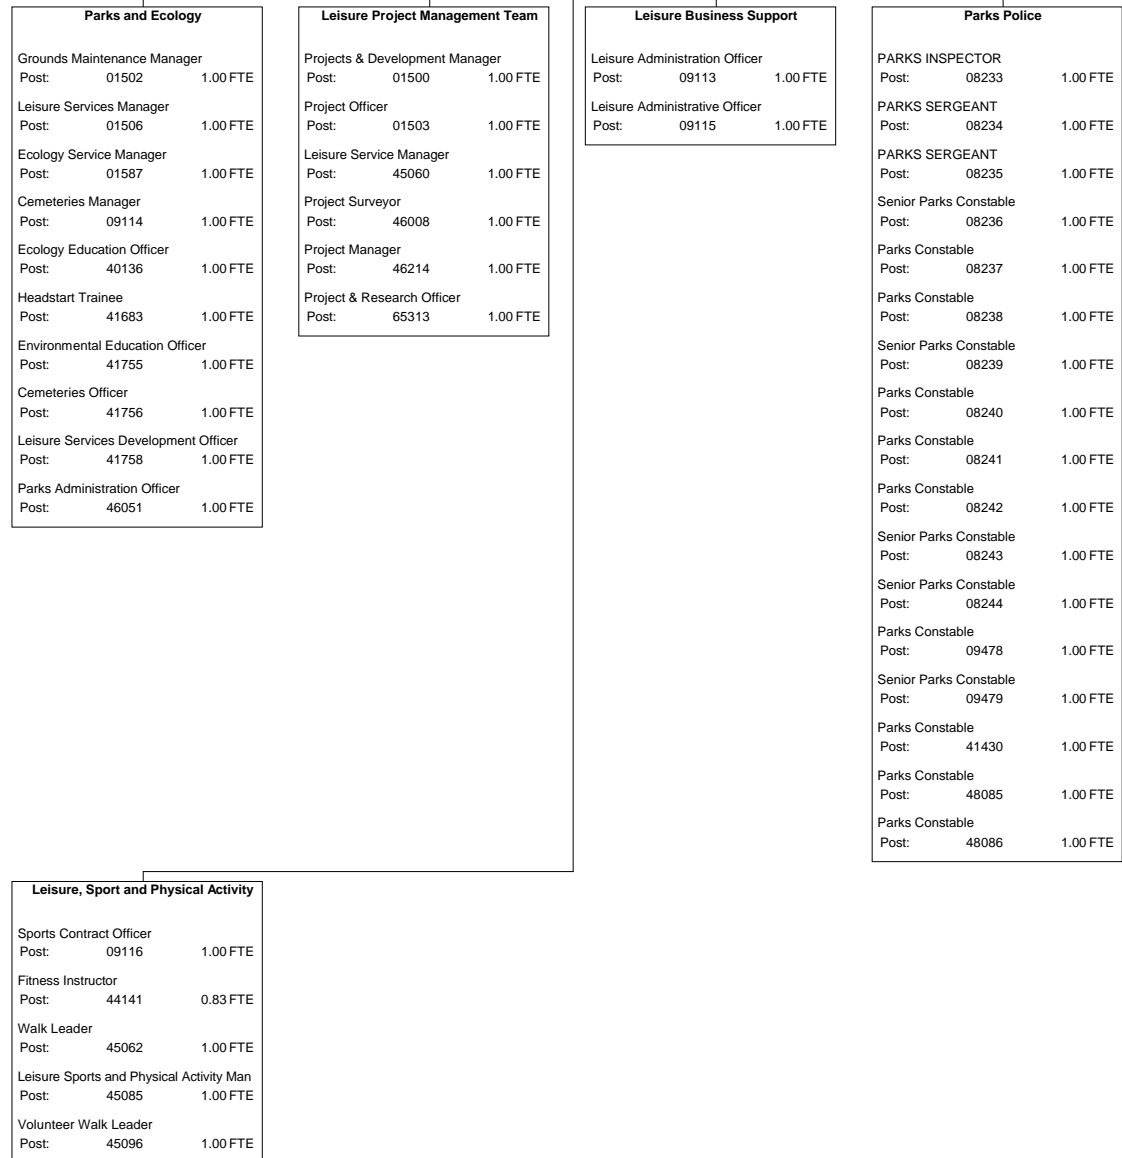 Parks and Ecology
Grounds Maintenance Manager
Post: 01502 1.00 FTE
Leisure Services Manager
Post: 01506 1.00 FTE
Ecology Service Manager
Post: 01587 1.00 FTE
Cemeteries Manager
Post: 09114 1.00 FTE
Ecology Education Officer
Post: 40136 1.00 FTE
Headstart Trainee
Post: 41683 1.00 FTE
Environmental Education Officer
Post: 41755 1.00 FTE
Cemeteries Officer
Post: 41756 1.00 FTE
Leisure Services Development Officer
Post: 41758 1.00 FTE
Parks Administration Officer
Post: 46051 1.00 FTE
Leisure Project Management Team
Projects & Development Manager
Post: 01500 1.00 FTE
Project Officer
Post: 01503 1.00 FTE
Leisure Service Manager
Post: 45060 1.00 FTE
Project Surveyor
Post: 46008 1.00 FTE
Project Manager
Post: 46214 1.00 FTE
Project & Research Officer
Post: 65313 1.00 FTE
Leisure Business Support
Leisure Administration Officer
Post: 09113 1.00 FTE
Leisure Administrative Officer
Post: 09115 1.00 FTE
Parks Police
PARKS INSPECTOR
Post: 08233 1.00 FTE
PARKS SERGEANT
Post: 08234 1.00 FTE
PARKS SERGEANT
Post: 08235 1.00 FTE
Senior Parks Constable
Post: 08236 1.00 FTE
Parks Constable
Post: 08237 1.00 FTE
Parks Constable
Post: 08238 1.00 FTE
Senior Parks Constable
Post: 08239 1.00 FTE
Parks Constable
Post: 08240 1.00 FTE
Parks Constable
Post: 08241 1.00 FTE
Parks Constable
Post: 08242 1.00 FTE
Senior Parks Constable
Post: 08243 1.00 FTE
Senior Parks Constable
Post: 08244 1.00 FTE
Parks Constable
Post: 09478 1.00 FTE
Senior Parks Constable
Post: 09479 1.00 FTE
Parks Constable
Post: 41430 1.00 FTE
Parks Constable
Post: 48085 1.00 FTE
Parks Constable
Post: 48086 1.00 FTE
Leisure, Sport and Physical Activity
Sports Contract Officer
Post: 09116 1.00 FTE
Fitness Instructor
Post: 44141 0.83 FTE
Walk Leader
Post: 45062 1.00 FTE
Leisure Sports and Physical Activity Man
Post: 45085 1.00 FTE
Volunteer Walk Leader
Post: 45096 1.00 FTE